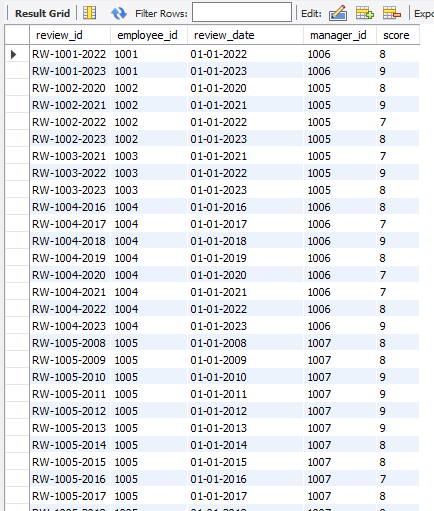 Result Grid Filter Rows: Edit: Expo
review_id employee_id review_date manager_id score
RW-1001-2022 1001 01-01-2022 1006 8
RW-1001-2023 1001 01-01-2023 1006 9
RW-1002-2020 1002 01-01-2020 1005 8
RW-1002-2021 1002 01-01-2021 1005 9
RW-1002-2022 1002 01-01-2022 1005 7
RW-1002-2023 1002 01-01-2023 1005 8
RW-1003-2021 1003 01-01-2021 1005 7
RW-1003-2022 1003 01-01-2022 1005 9
RW-1003-2023 1003 01-01-2023 1005 8
RW-1004-2016 1004 01-01-2016 1006 8
RW-1004-2017 1004 01-01-2017 1006 7
RW-1004-2018 1004 01-01-2018 1006 9
RW-1004-2019 1004 01-01-2019 1006 8
RW-1004-2020 1004 01-01-2020 1006 7
RW-1004-2021 1004 01-01-2021 1006 7
RW-1004-2022 1004 01-01-2022 1006 8
RW-1004-2023 1004 01-01-2023 1006 9
RW-1005-2008 1005 01-01-2008 1007 8
RW-1005-2009 1005 01-01-2009 1007 8
RW-1005-2010 1005 01-01-2010 1007 9
RW-1005-2011 1005 01-01-2011 1007 9
RW-1005-2012 1005 01-01-2012 1007 9
RW-1005-2013 1005 01-01-2013 1007 9
RW-1005-2014 1005 01-01-2014 1007 8
RW-1005-2015 1005 01-01-2015 1007 8
RW-1005-2016 1005 01-01-2016 1007 7
RW-1005-2017 1005 01-01-2017 1007 8